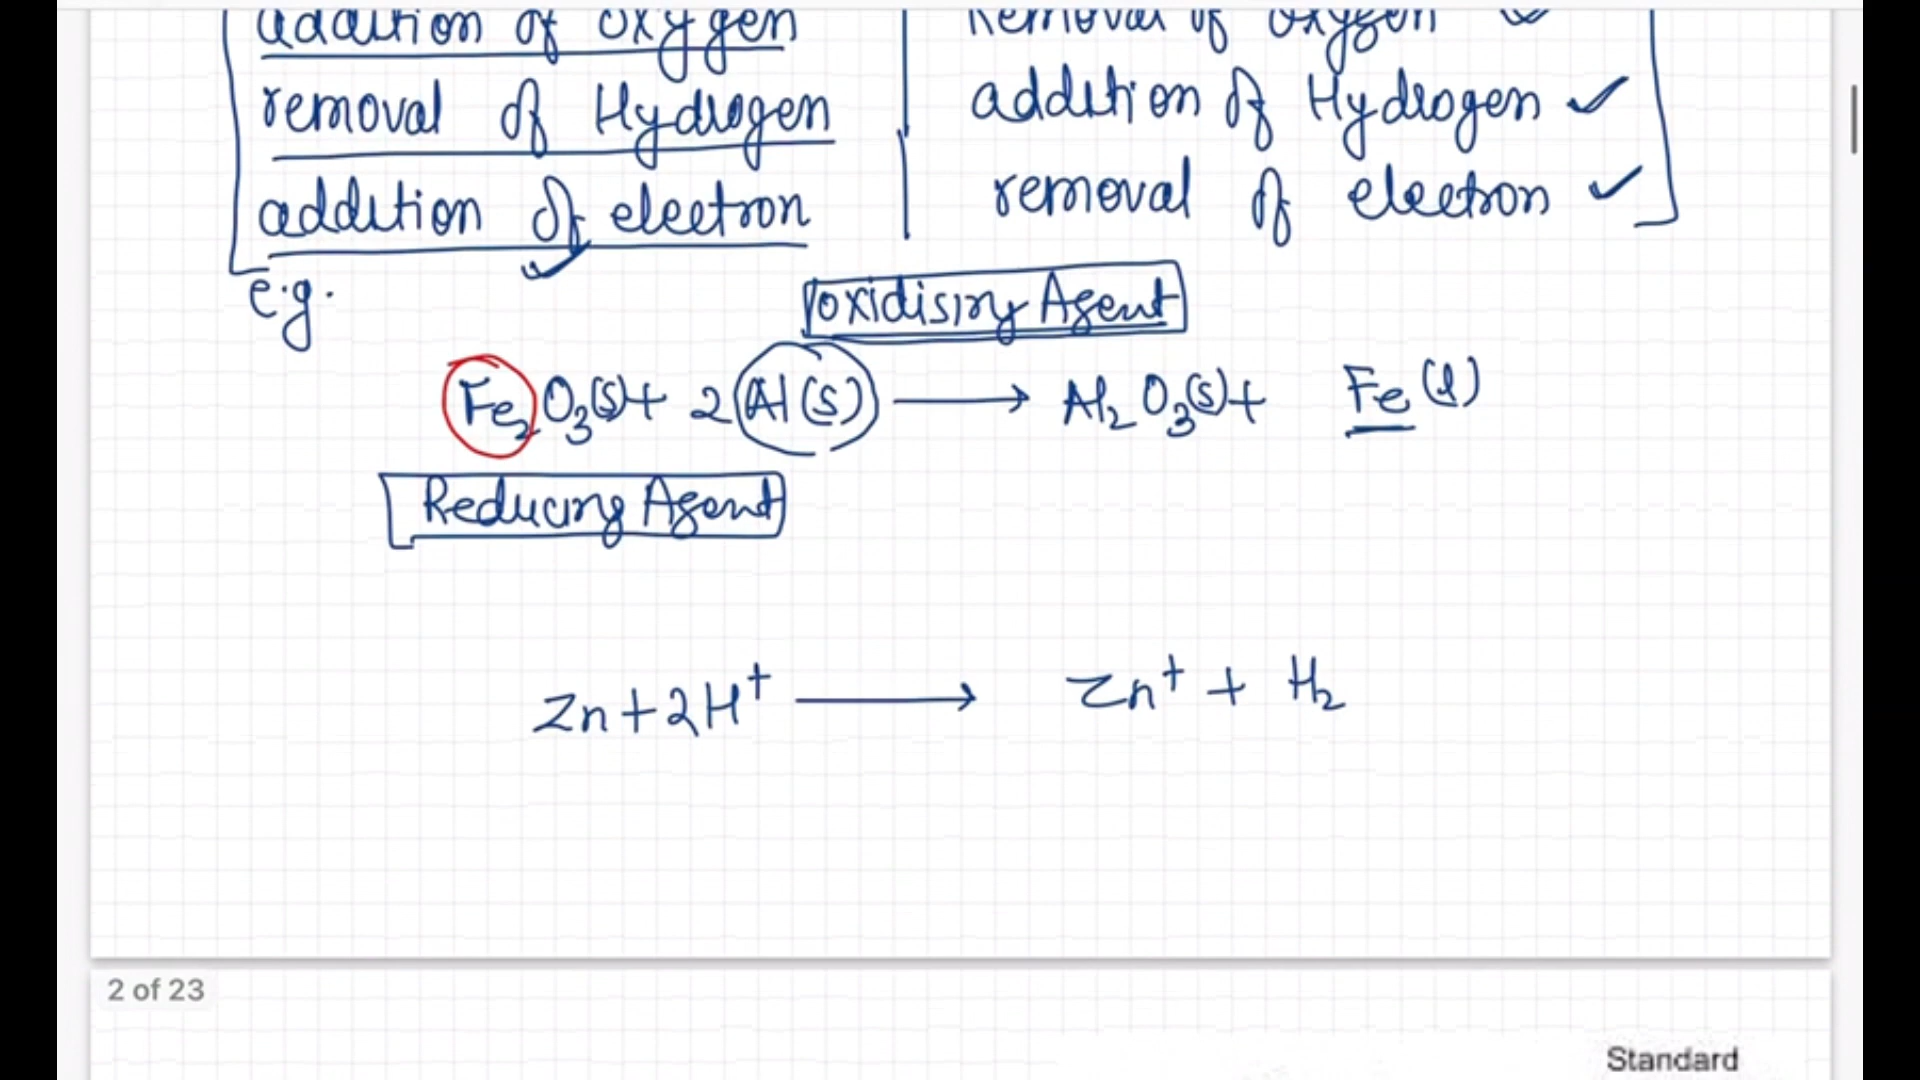 addition of oxygen
removal of Hydrogen
addition of electron
Removal of oxygen
addition of Hydrogen
removal of electron
e.g.
oxidising Agent
Fe₂O₃(s) + 2Al(s) ⟶ Al₂O₃(s) + Fe(l)
Reducing Agent
Zn + 2H⁺ ⟶ Zn⁺ + H₂
2 of 23
Standard